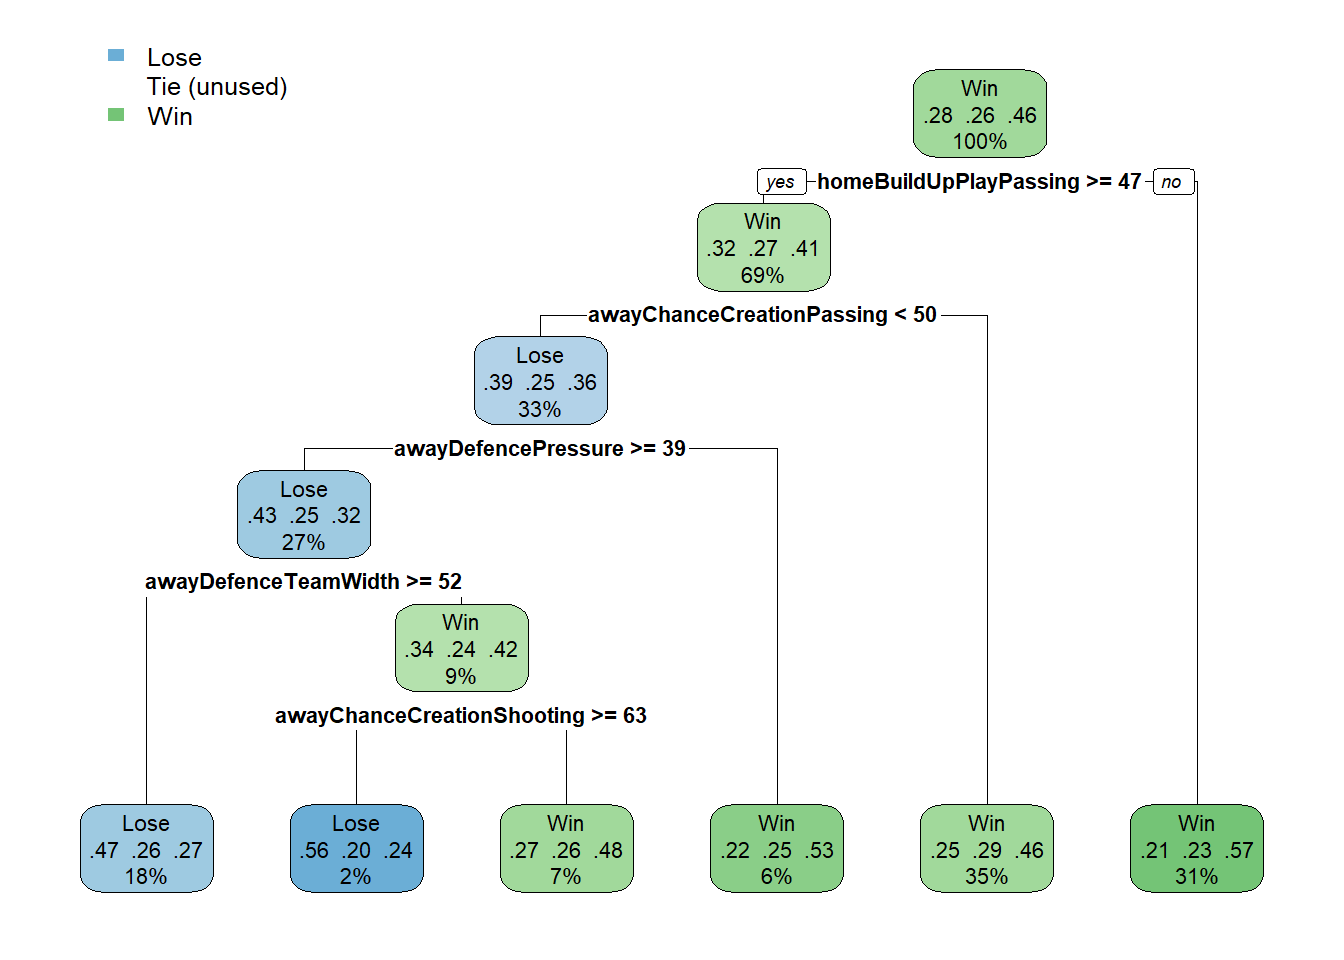 Lose
Tie (unused)
Win
Win
.28 .26 .46
100%
yes homeBuildUpPlayPassing >= 47 no
Win
.32 .27 .41
69%
awayChanceCreationPassing < 50
Lose
.39 .25 .36
33%
awayDefencePressure >= 39
Lose
.43 .25 .32
27%
awayDefenceTeamWidth >= 52
Win
.34 .24 .42
9%
awayChanceCreationShooting >= 63
Lose
.47 .26 .27
18%
Lose
.56 .20 .24
2%
Win
.27 .26 .48
7%
Win
.22 .25 .53
6%
Win
.25 .29 .46
35%
Win
.21 .23 .57
31%